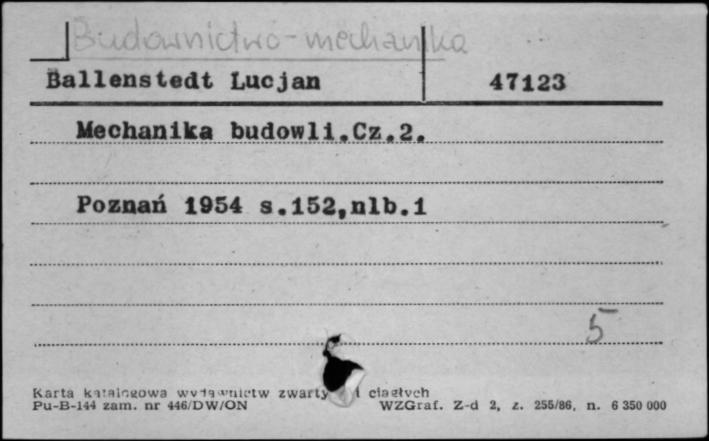 Budownictwo-mechanika
Ballenstedt Lucjan 47123
Mechanika budowli.Cz.2.
Poznań 1954 s.152,nlb.1
5
Karta katalogowa wydawnictw zwarty i ciągłych
Pu-B-144 zam. nr 446/DW/ON WZGraf. Z-d 2, z. 255/86, n. 6 350 000